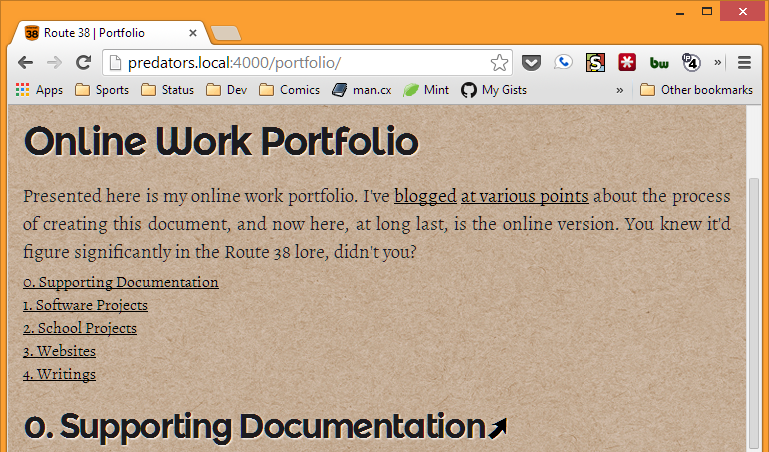 38 Route 38 | Portfolio
predators.local:4000/portfolio/
Apps Sports Status Dev Comics man.cx Mint My Gists » Other bookmarks
Online Work Portfolio
Presented here is my online work portfolio. I've blogged at various points about the process
of creating this document, and now here, at long last, is the online version. You knew it'd
figure significantly in the Route 38 lore, didn't you?
0. Supporting Documentation
1. Software Projects
2. School Projects
3. Websites
4. Writings
0. Supporting Documentation